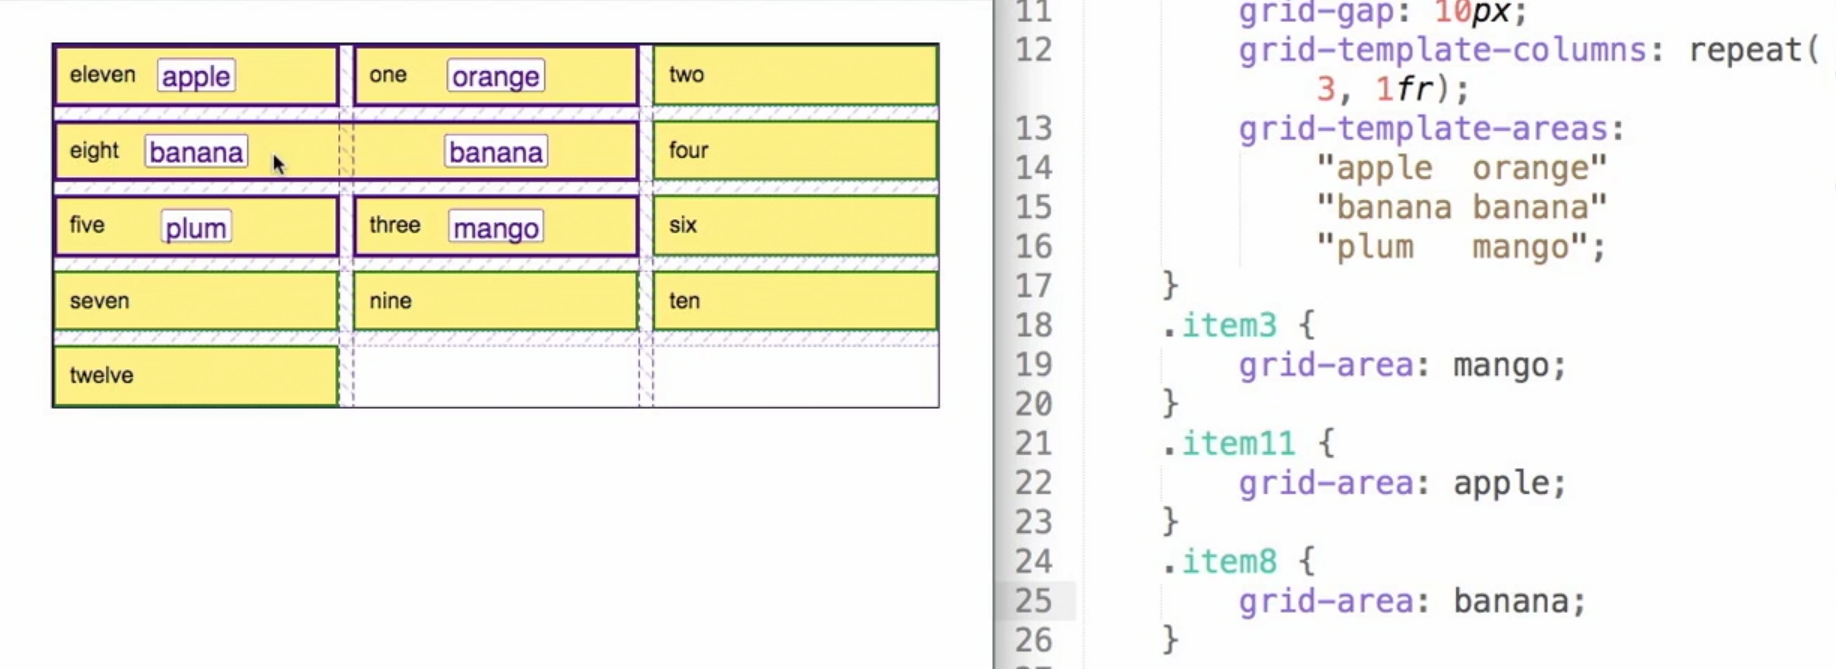 eleven apple one orange two
eight banana banana four
five plum three mango six
seven nine ten
twelve
11 grid-gap: 10px;
12 grid-template-columns: repeat(
3, 1fr);
13 grid-template-areas:
14 "apple  orange"
15 "banana banana"
16 "plum   mango";
17 }
18 .item3 {
19 grid-area: mango;
20 }
21 .item11 {
22 grid-area: apple;
23 }
24 .item8 {
25 grid-area: banana;
26 }